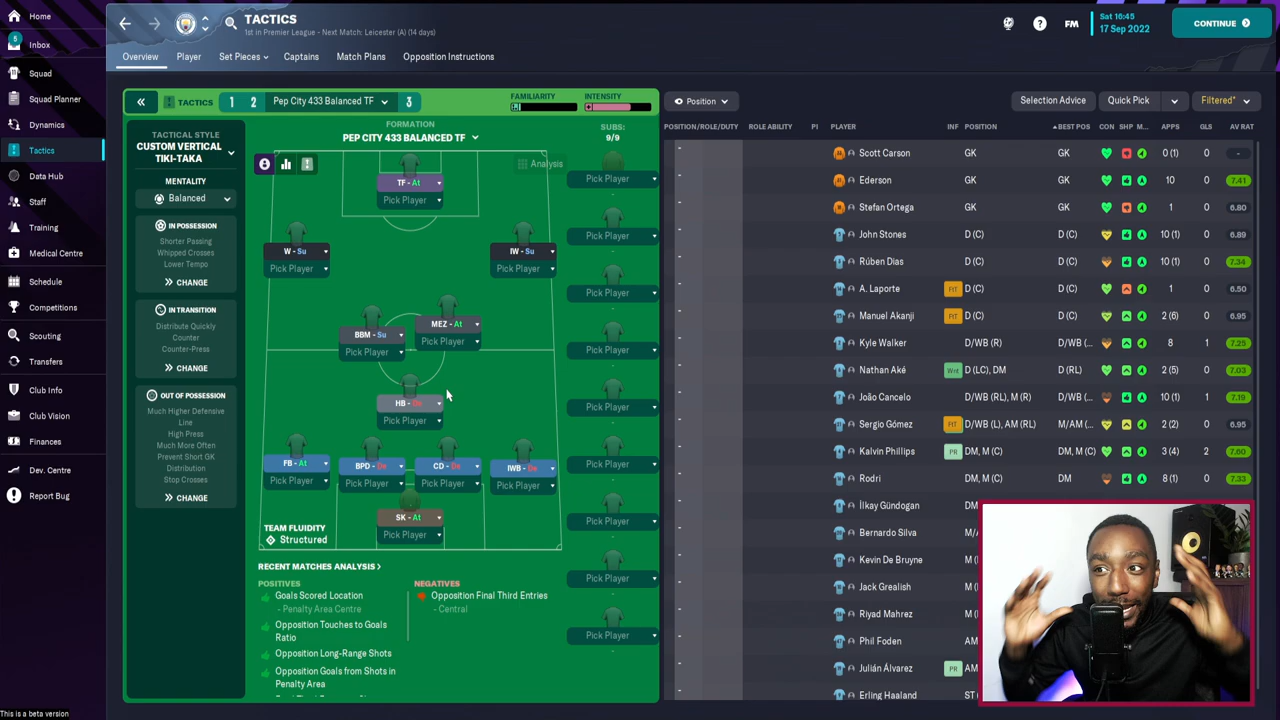 Home
TACTICS
1st in Premier League - Next Match: Leicester (A) (14 days)
FM
Sat 16:45
17 Sep 2022
CONTINUE
5
Inbox
Squad
Squad Planner
Dynamics
Tactics
Data Hub
Staff
Training
Medical Centre
Schedule
Competitions
Scouting
Transfers
Club Info
Club Vision
Finances
Dev. Centre
Report Bug
This is a beta version
Overview
Player
Set Pieces
Captains
Match Plans
Opposition Instructions
TACTICS
1
2
Pep City 433 Balanced TF
3
FAMILIARITY
INTENSITY
TACTICAL STYLE
CUSTOM VERTICAL
TIKI-TAKA
MENTALITY
Balanced
IN POSSESSION
Shorter Passing
Whipped Crosses
Lower Tempo
CHANGE
IN TRANSITION
Distribute Quickly
Counter
Counter-Press
CHANGE
OUT OF POSSESSION
Much Higher Defensive
Line
High Press
Much More Often
Prevent Short GK
Distribution
Stop Crosses
CHANGE
FORMATION
PEP CITY 433 BALANCED TF
Analysis
TF - At
Pick Player
W - Su
Pick Player
IW - Su
Pick Player
BBM - Su
Pick Player
MEZ - At
Pick Player
HB - De
Pick Player
FB - At
Pick Player
BPD - De
Pick Player
CD - De
Pick Player
IWB - De
Pick Player
SK - At
Pick Player
TEAM FLUIDITY
Structured
RECENT MATCHES ANALYSIS
POSITIVES
Goals Scored Location
- Penalty Area Centre
Opposition Touches to Goals
Ratio
Opposition Long-Range Shots
Opposition Goals from Shots in
Penalty Area
NEGATIVES
Opposition Final Third Entries
- Central
SUBS:
9/9
Pick Player
Pick Player
Pick Player
Pick Player
Pick Player
Pick Player
Pick Player
Pick Player
Pick Player
Position
Selection Advice
Quick Pick
Filtered*
POSITION/ROLE/DUTY ROLE ABILITY PI PLAYER INF POSITION BEST POS CON SHP M... APPS GLS AV RAT
- Scott Carson GK GK 0 (1) 0 -
- Ederson GK GK 10 0 7.41
- Stefan Ortega GK GK 1 0 6.80
- John Stones D (C) D (C) 10 (1) 0 6.89
- Rúben Dias D (C) D (C) 10 (1) 0 7.34
- A. Laporte FIT D (C) D (C) 1 0 6.50
- Manuel Akanji FIT D (C) D (C) 4 (2) 0 6.95
- Kyle Walker D/WB (R) D/WB (... 8 1 7.25
- Nathan Aké Wnt D (LC), DM D (RL) 2 (5) 0 7.03
- João Cancelo D/WB (RL), M (R) D/WB (... 10 (1) 1 7.19
- Sergio Gómez FIT D/WB (L), AM (RL) M/AM (... 2 (2) 0 6.95
- Kalvin Phillips PR DM, M (C) DM, M (C) 3 (4) 2 7.60
- Rodri DM, M (C) DM 8 (1) 0 7.33
- İlkay Gündogan DM
- Bernardo Silva M/A
- Kevin De Bruyne M (
- Jack Grealish M (
- Riyad Mahrez M (
- Phil Foden AM
- Julián Álvarez PR AM
- Erling Haaland ST